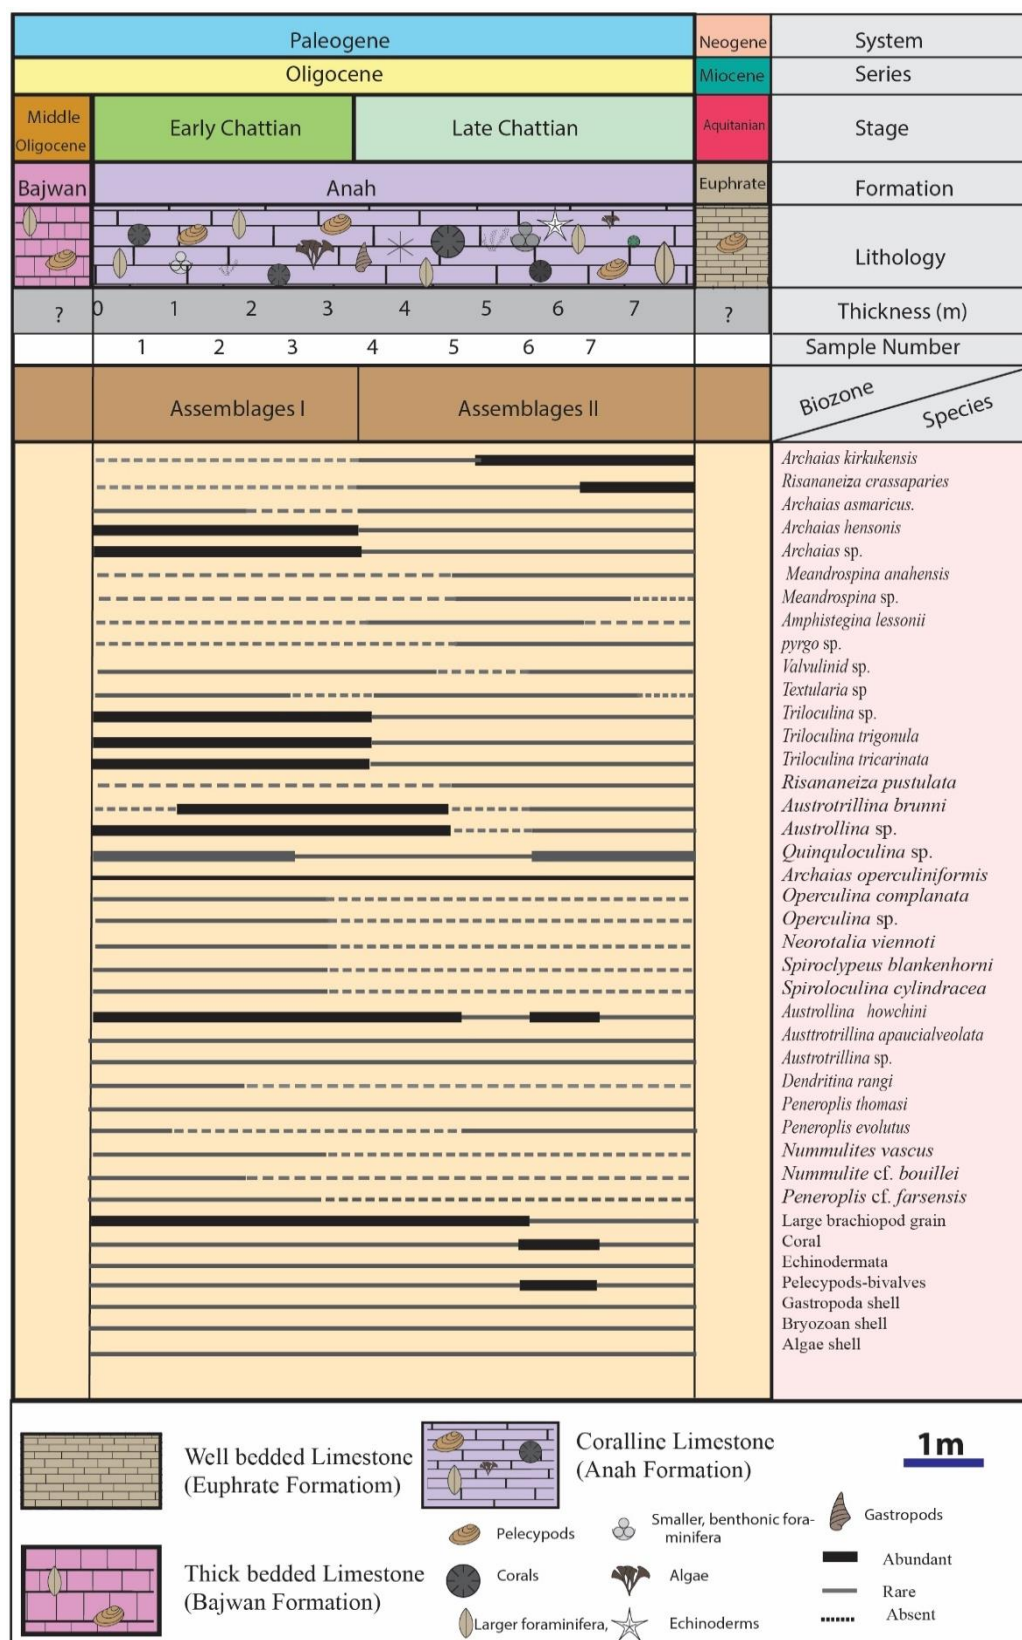 Paleogene Neogene System
Oligocene Miocene Series
Middle
Oligocene Early Chattian Late Chattian Aquitanian Stage
Bajwan Anah Euphrate Formation
Lithology
? 0 1 2 3 4 5 6 7 ? Thickness (m)
1 2 3 4 5 6 7 Sample Number
Assemblages I Assemblages II Biozone Species
Archaias kirkukensis
Risananeiza crassaparies
Archaias asmaricus.
Archaias hensonis
Archaias sp.
Meandrospina anahensis
Meandrospina sp.
Amphistegina lessonii
pyrgo sp.
Valvulinid sp.
Textularia sp
Triloculina sp.
Triloculina trigonula
Triloculina tricarinata
Risananeiza pustulata
Austrotrillina brunni
Austrollina sp.
Quinquloculina sp.
Archaias operculiniformis
Operculina complanata
Operculina sp.
Neorotalia viennoti
Spiroclypeus blankenhorni
Spiroloculina cylindracea
Austrollina howchini
Austtrotrillina apaucialveolata
Austrotrillina sp.
Dendritina rangi
Peneroplis thomasi
Peneroplis evolutus
Nummulites vascus
Nummulite cf. bouillei
Peneroplis cf. farsensis
Large brachiopod grain
Coral
Echinodermata
Pelecypods-bivalves
Gastropoda shell
Bryozoan shell
Algae shell
Well bedded Limestone
(Euphrate Formatiom)
Coralline Limestone
(Anah Formation)
1m
Thick bedded Limestone
(Bajwan Formation)
Pelecypods
Smaller, benthonic fora-
minifera
Gastropods
Corals
Algae
Abundant
Rare
Larger foraminifera,
Echinoderms
Absent